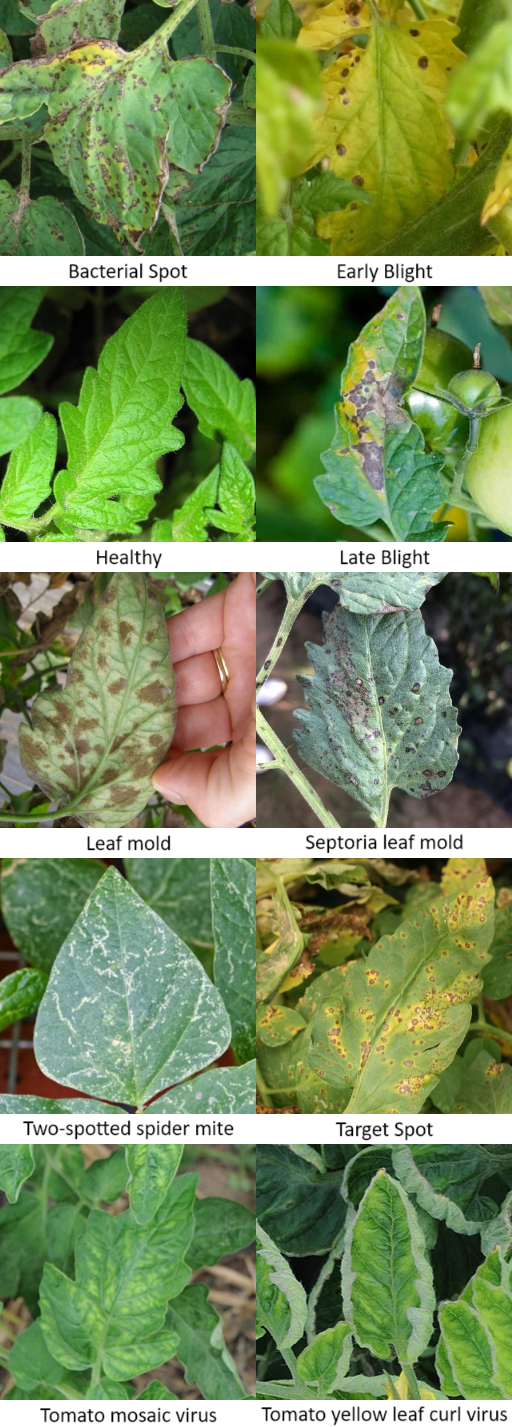 Bacterial Spot
Early Blight
Healthy
Late Blight
Leaf mold
Septoria leaf mold
Two-spotted spider mite
Target Spot
Tomato mosaic virus
Tomato yellow leaf curl virus